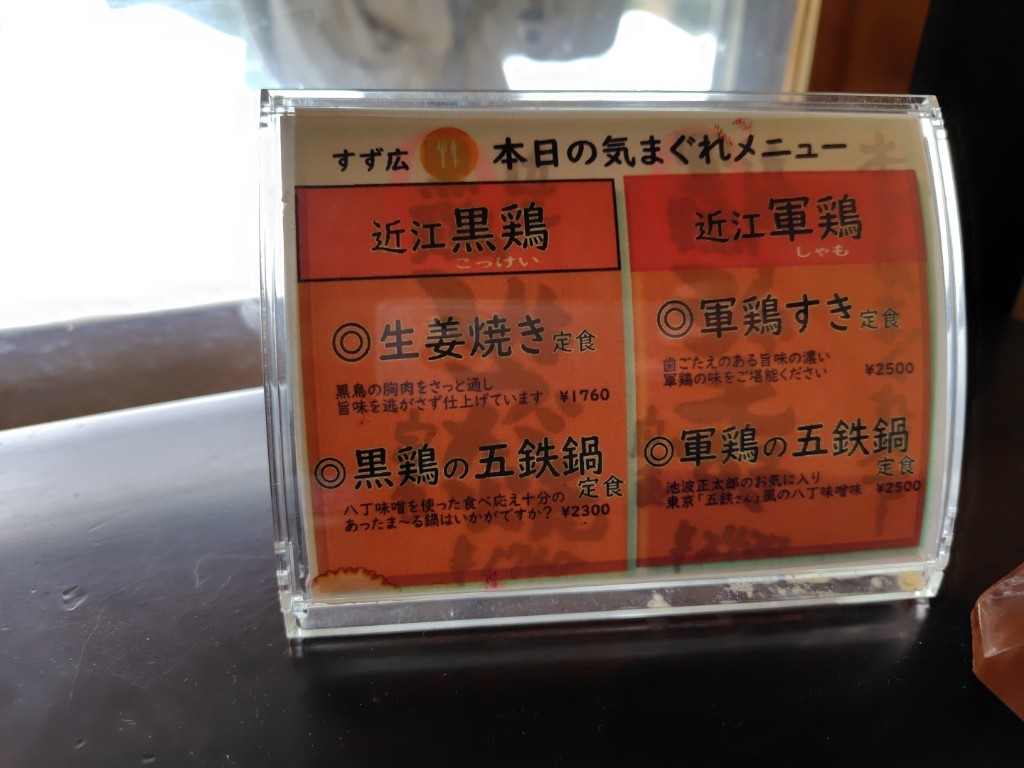 すず広 本日の気まぐれメニュー
近江黒鶏
こっけい
◎生姜焼き定食
黒鳥の胸肉をさっと通し
旨味を逃がさず仕上げています ¥1760
◎黒鶏の五鉄鍋
定食
八丁味噌を使った食べ応え十分の
あったま〜る鍋はいかがですか? ¥2300
近江軍鶏
しゃも
◎軍鶏すき定食
歯ごたえのある旨味の濃い
軍鶏の味をご堪能ください ¥2500
◎軍鶏の五鉄鍋
定食
池波正太郎のお気に入り
東京「五鉄さん」風の八丁味噌味 ¥2500